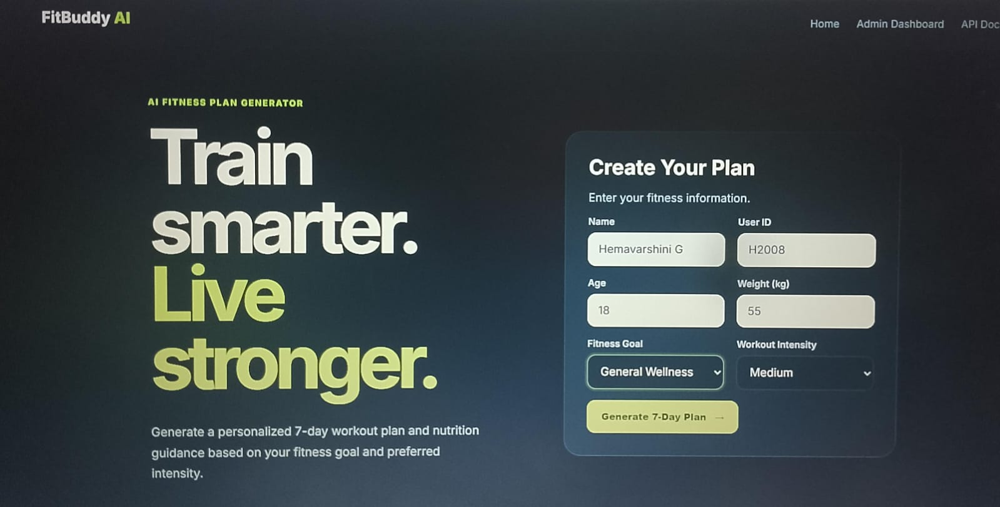 FitBuddy AI
Home Admin Dashboard API Doc
AI FITNESS PLAN GENERATOR
Train
smarter.
Live
stronger.
Generate a personalized 7-day workout plan and nutrition
guidance based on your fitness goal and preferred
intensity.
Create Your Plan
Enter your fitness information.
Name User ID
Hemavarshini G H2008
Age Weight (kg)
18 55
Fitness Goal Workout Intensity
General Wellness Medium
Generate 7-Day Plan →